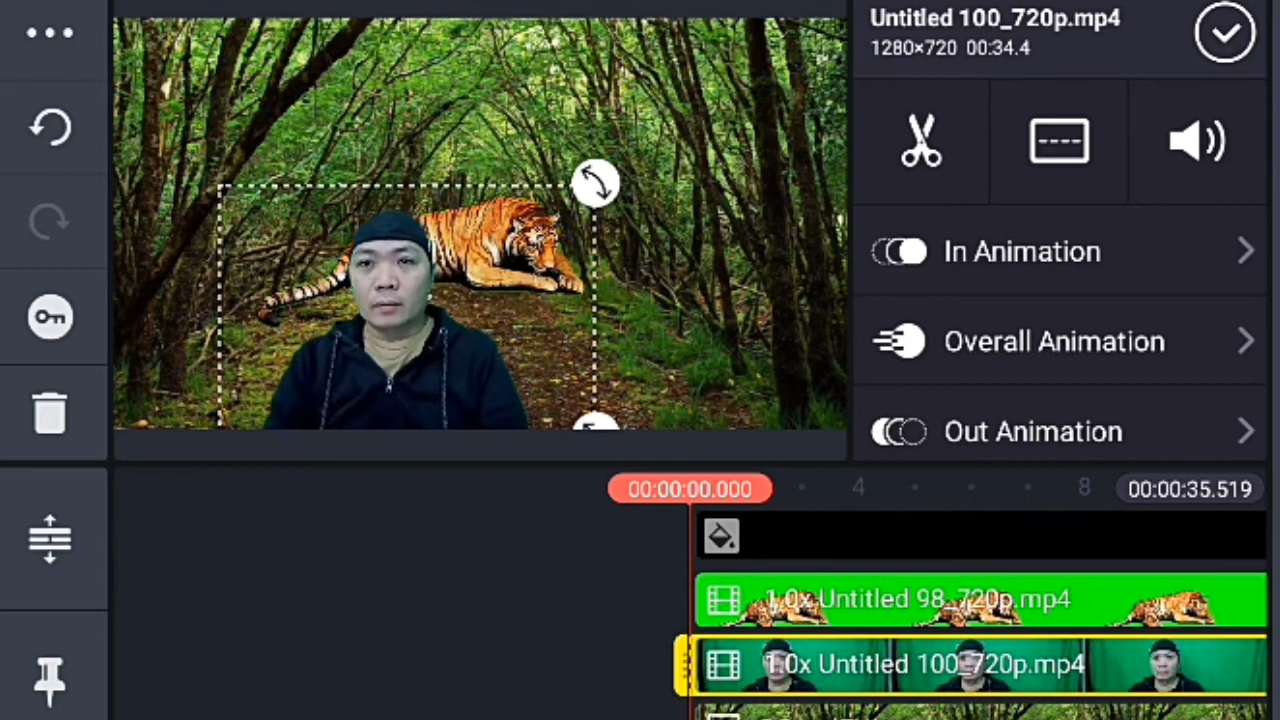 Untitled 100_720p.mp4
1280×720 00:34.4
In Animation
Overall Animation
Out Animation
00:00:00.000
4
8
00:00:35.519
1.0x Untitled 98_720p.mp4
1.0x Untitled 100_720p.mp4